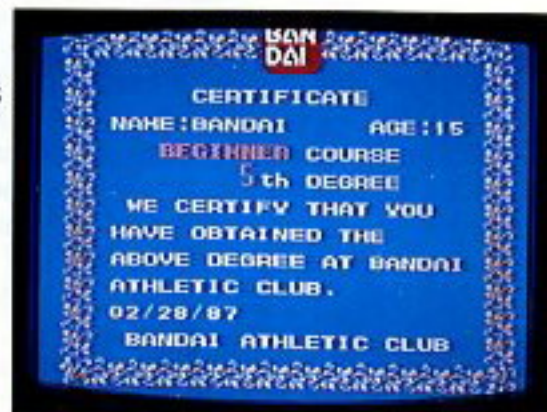 BAN
DAI
CERTIFICATE
NAME:BANDAI AGE:15
BEGINNER COURSE
5th DEGREE
WE CERTIFY THAT YOU
HAVE OBTAINED THE
ABOVE DEGREE AT BANDAI
ATHLETIC CLUB.
02/28/87
BANDAI ATHLETIC CLUB